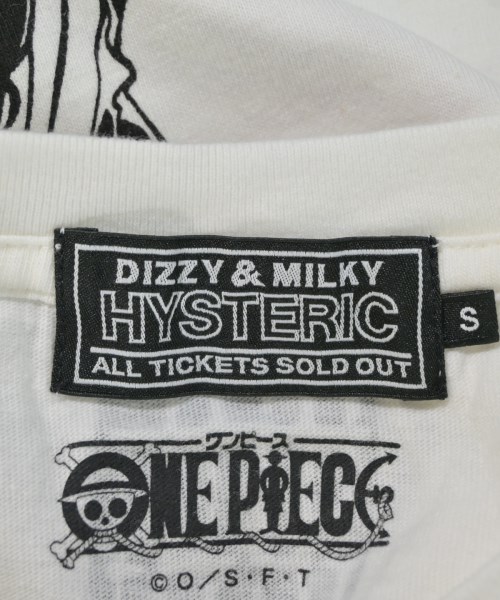 DIZZY & MILKY
HYSTERIC
ALL TICKETS SOLD OUT
S
ワンピース
ONE PIECE
©O/S・F・T